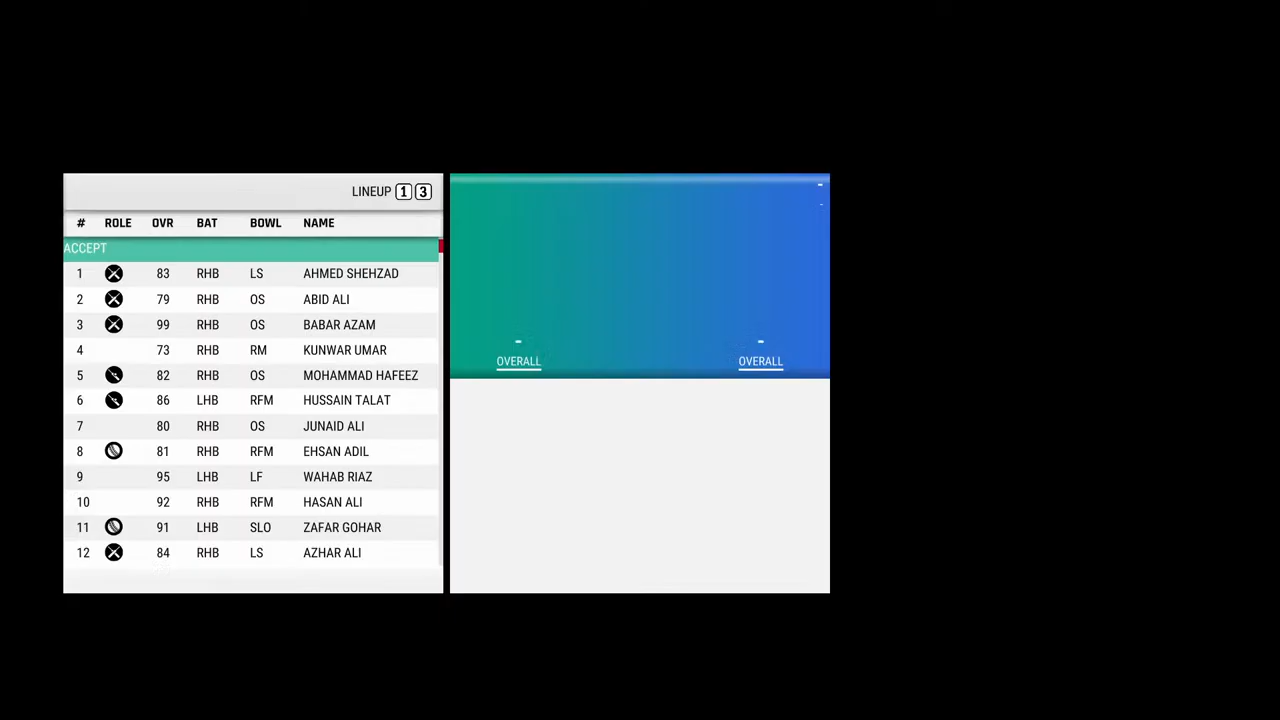 LINEUP 1 3
# ROLE OVR BAT BOWL NAME
ACCEPT
1 83 RHB LS AHMED SHEHZAD
2 79 RHB OS ABID ALI
3 99 RHB OS BABAR AZAM
4 73 RHB RM KUNWAR UMAR
5 82 RHB OS MOHAMMAD HAFEEZ
6 86 LHB RFM HUSSAIN TALAT
7 80 RHB OS JUNAID ALI
8 81 RHB RFM EHSAN ADIL
9 95 LHB LF WAHAB RIAZ
10 92 RHB RFM HASAN ALI
11 91 LHB SLO ZAFAR GOHAR
12 84 RHB LS AZHAR ALI
-
-
- -
OVERALL OVERALL